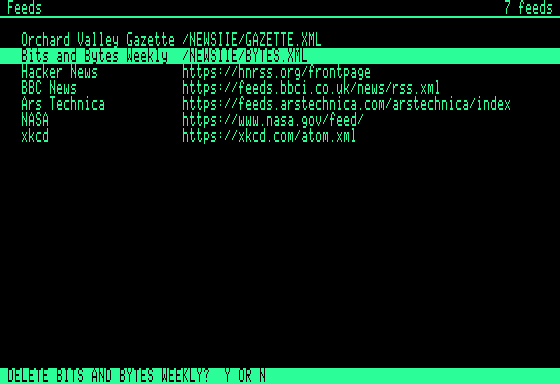 Feeds 7 feeds
Orchard Valley Gazette /NEWSIIE/GAZETTE.XML
Bits and Bytes Weekly /NEWSIIE/BYTES.XML
Hacker News https://hnrss.org/frontpage
BBC News https://feeds.bbci.co.uk/news/rss.xml
Ars Technica https://feeds.arstechnica.com/arstechnica/index
NASA https://www.nasa.gov/feed/
xkcd https://xkcd.com/atom.xml
DELETE BITS AND BYTES WEEKLY? Y OR N